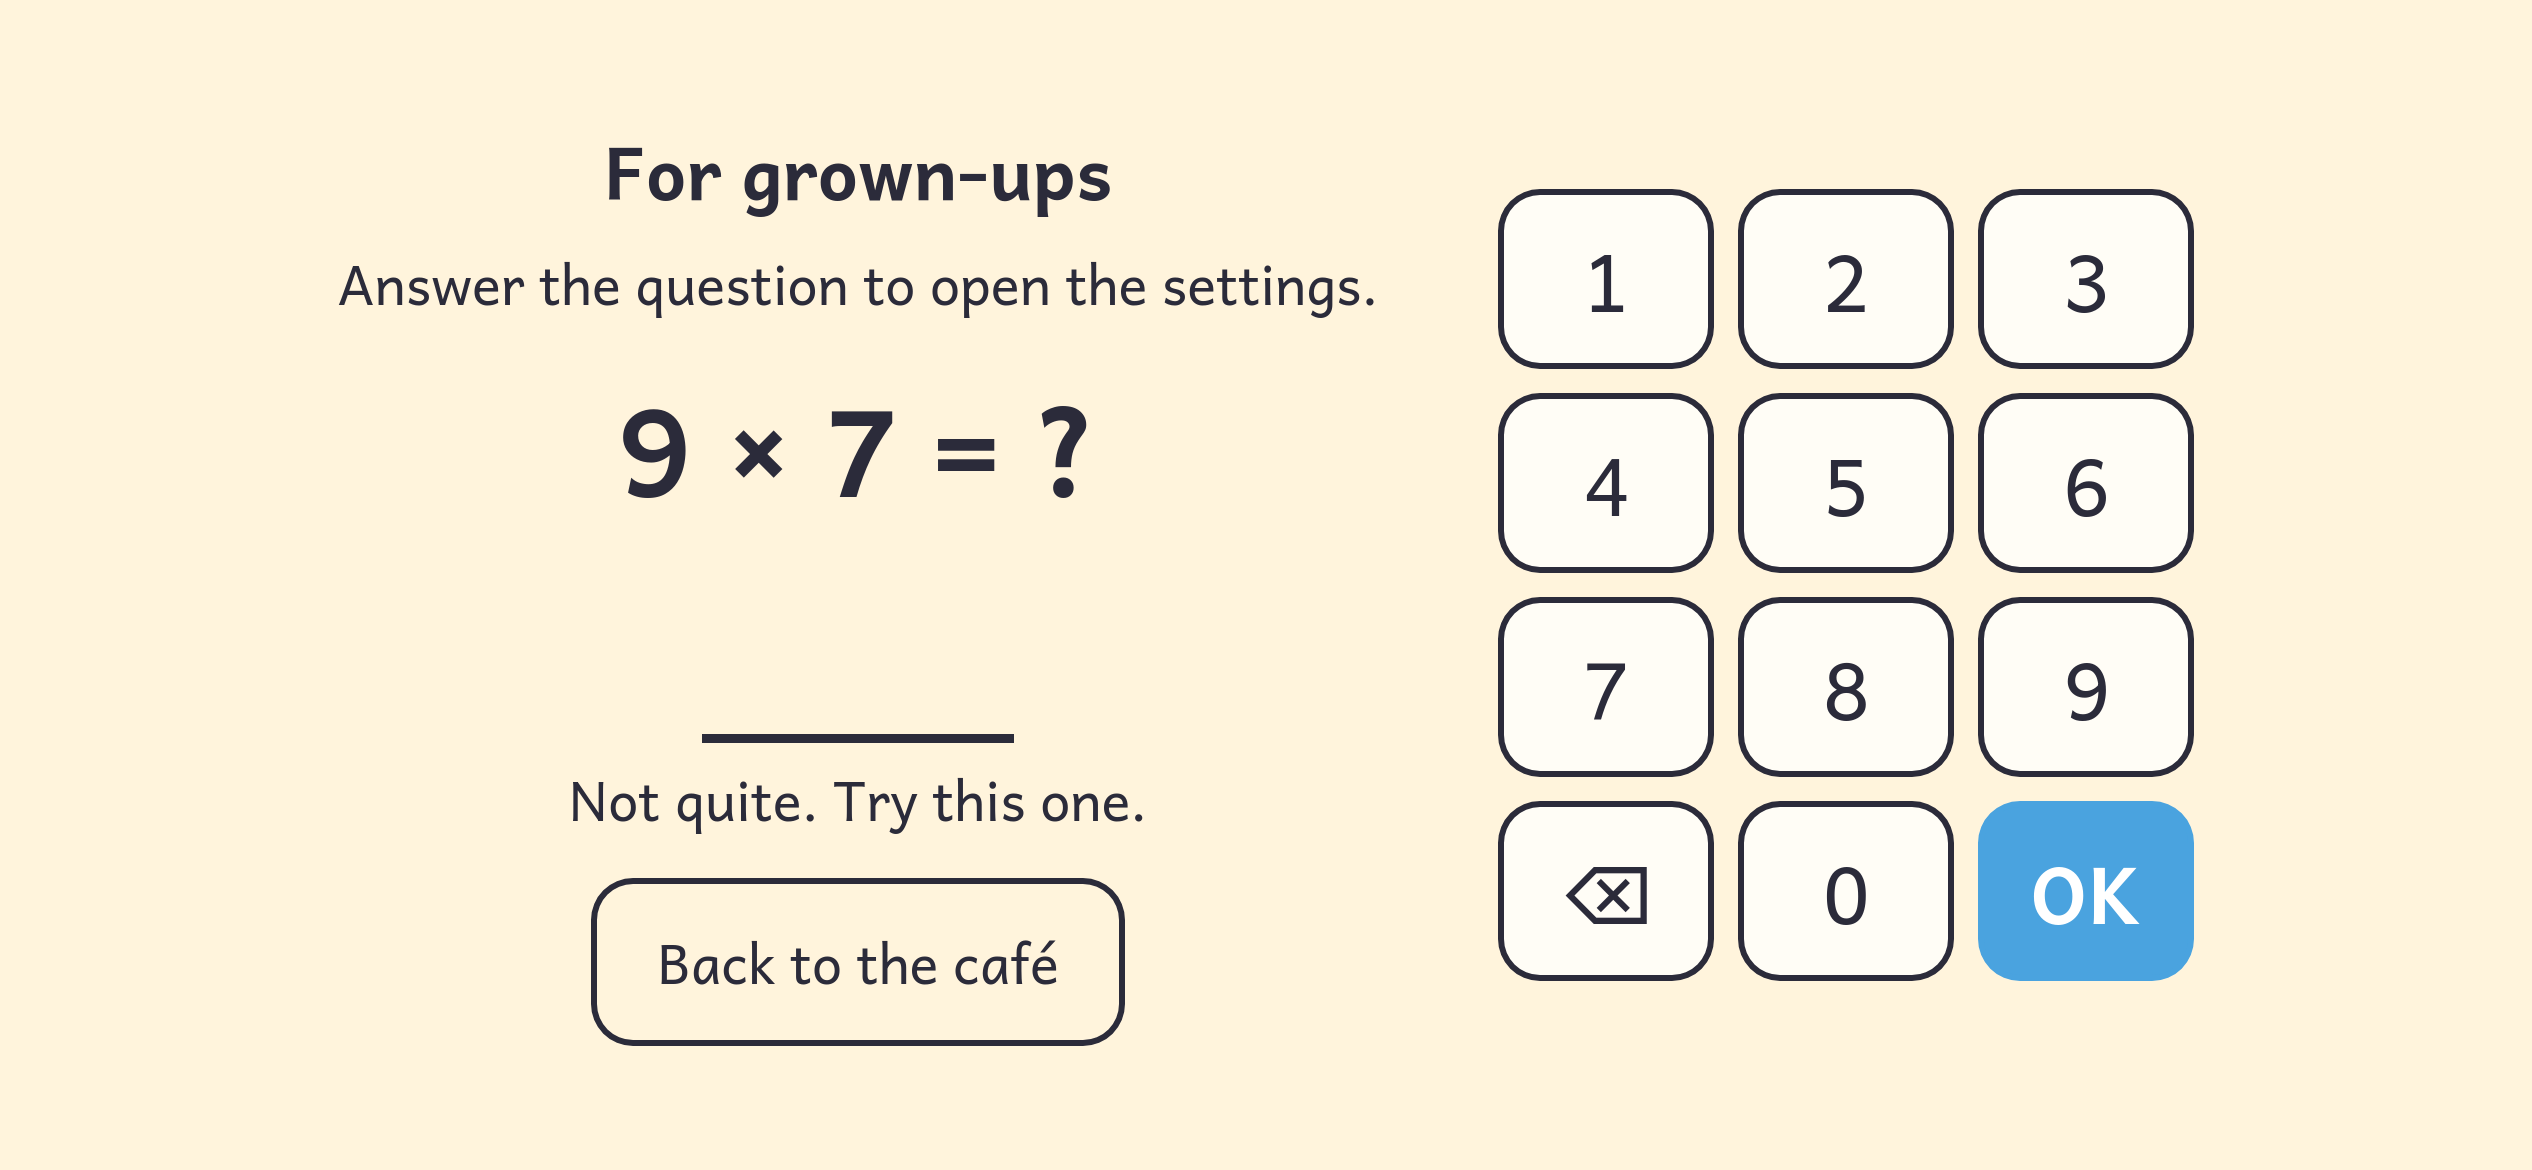 For grown-ups
Answer the question to open the settings.
9 × 7 = ?
Not quite. Try this one.
Back to the café
1 2 3
4 5 6
7 8 9
0 OK